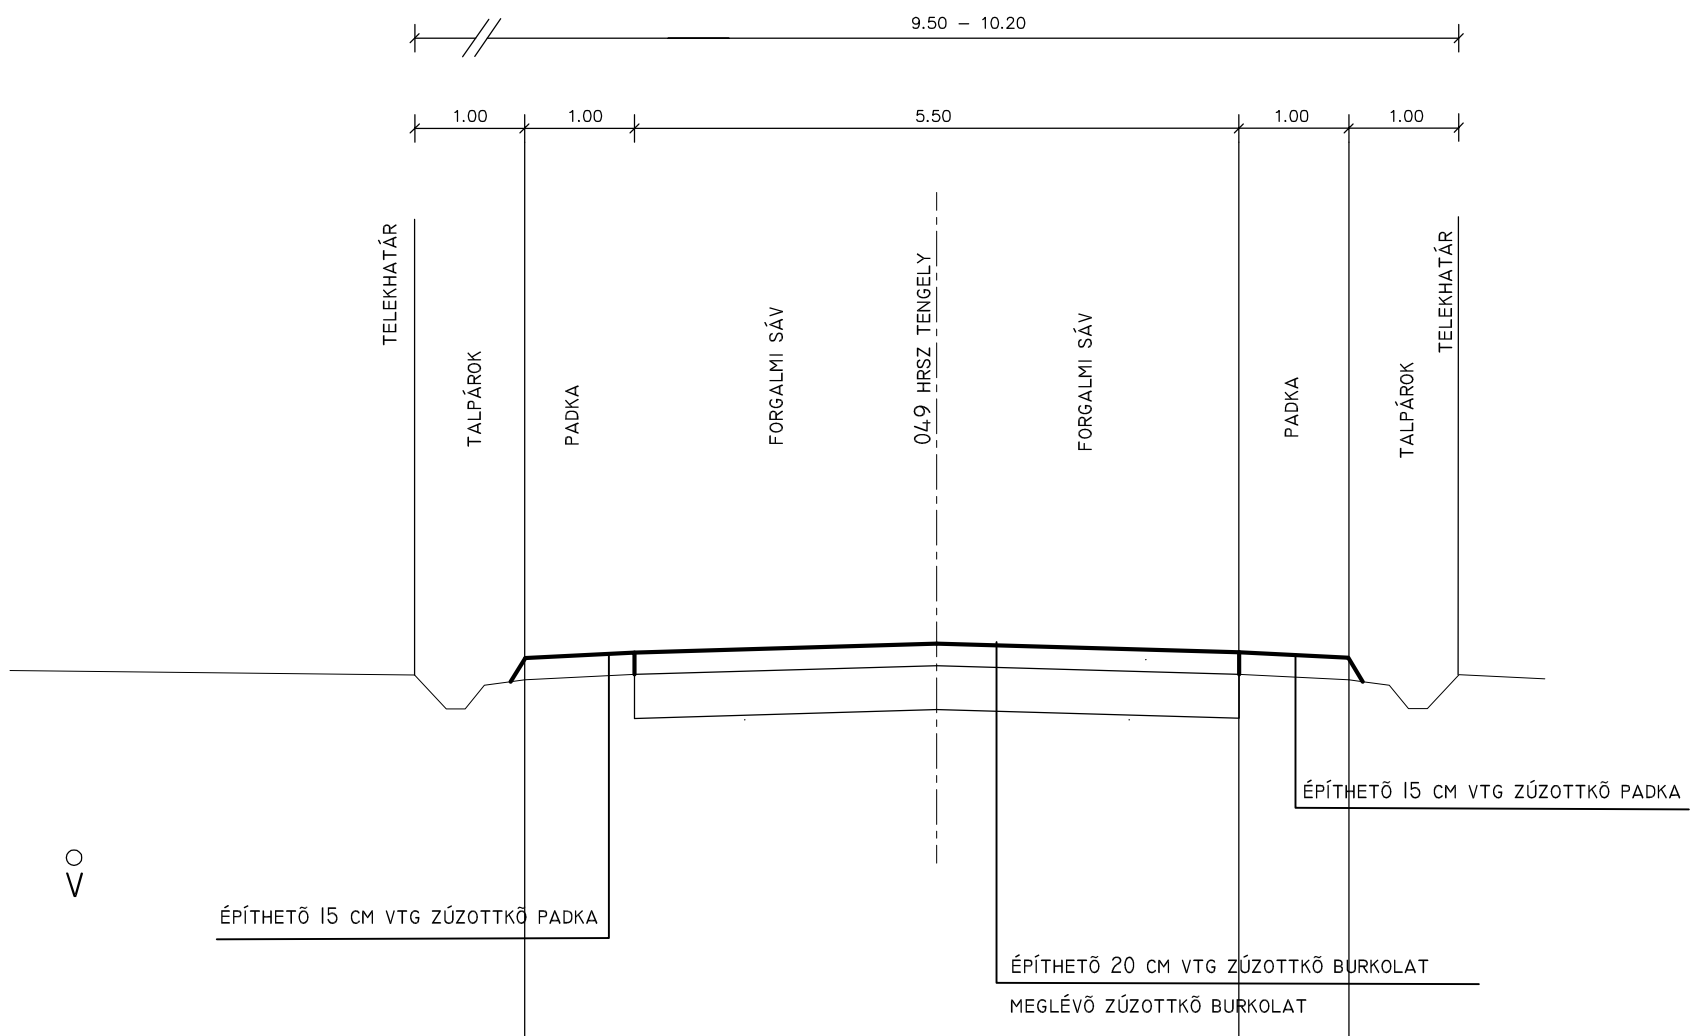 9.50 – 10.20
1.00
1.00
5.50
1.00
1.00
TELEKHATÁR
TALPÁROK
PADKA
FORGALMI SÁV
049 HRSZ TENGELY
FORGALMI SÁV
PADKA
TALPÁROK
TELEKHATÁR
ÉPÍTHETÕ 15 CM VTG ZÚZOTTKÕ PADKA
ÉPÍTHETÕ 15 CM VTG ZÚZOTTKÕ PADKA
ÉPÍTHETÕ 20 CM VTG ZÚZOTTKÕ BURKOLAT
MEGLÉVÕ ZÚZOTTKÕ BURKOLAT